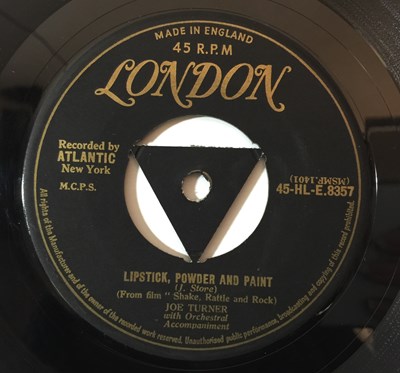 MADE IN ENGLAND
45 R.P.M
LONDON
Recorded by
ATLANTIC
New York
M.C.P.S.
(MSMP.1401)
45-HL-E.8357
LIPSTICK, POWDER AND PAINT
(J. Stone)
(From film "Shake, Rattle and Rock)
JOE TURNER
with Orchestral
Accompaniment
All rights of the Manufacturer and of the owner of the recorded work reserved. Unauthorised public performance, broadcasting and copying of this record prohibited.